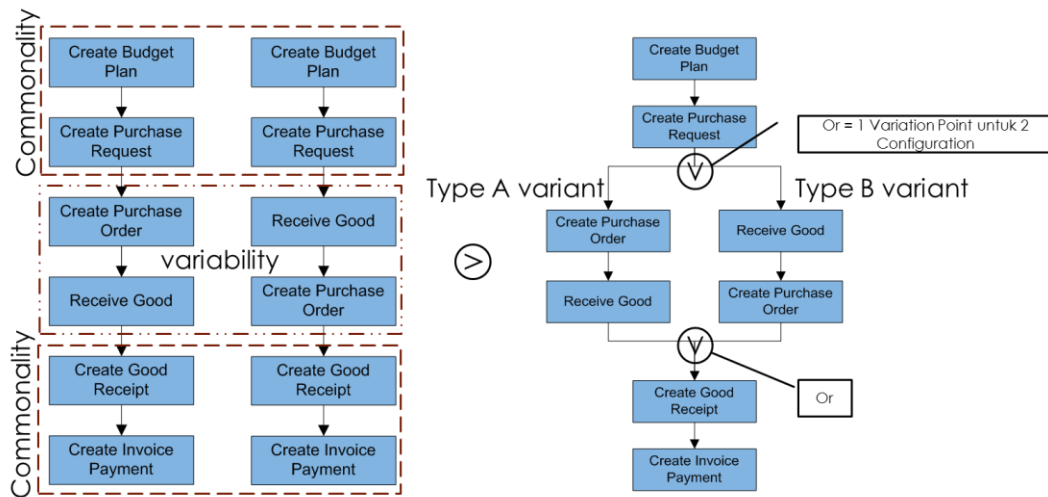 Commonality
Create Budget
Plan
Create Budget
Plan
Create Purchase
Request
Create Purchase
Request
Create Purchase
Order
Receive Good
variability
Receive Good
Create Purchase
Order
Commonality
Create Good
Receipt
Create Good
Receipt
Create Invoice
Payment
Create Invoice
Payment
>
Create Budget
Plan
Create Purchase
Request
V
Or = 1 Variation Point untuk 2
Configuration
Type A variant
Type B variant
Create Purchase
Order
Receive Good
Receive Good
Create Purchase
Order
V
Or
Create Good
Receipt
Create Invoice
Payment